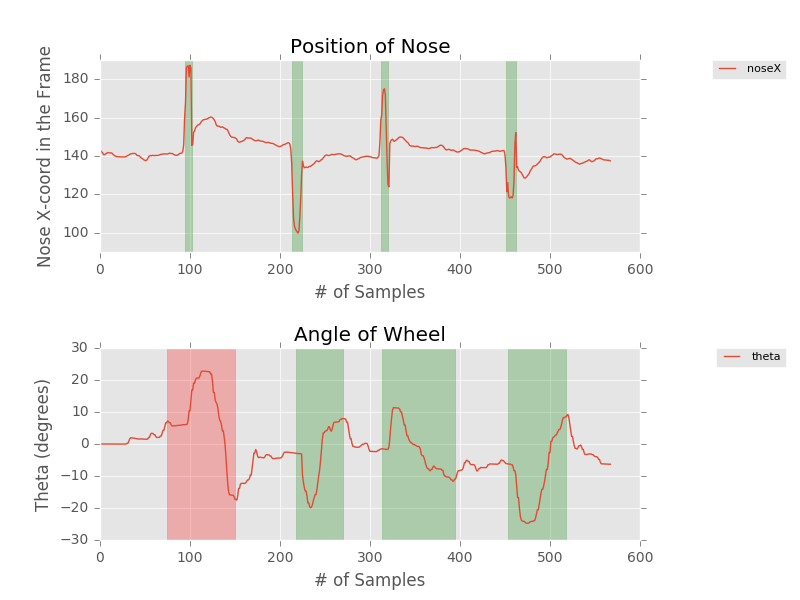 Position of Nose
Nose X-coord in the Frame
180
160
140
120
100
0 100 200 300 400 500 600
# of Samples
noseX
Angle of Wheel
Theta (degrees)
30
20
10
0
−10
−20
−30
0 100 200 300 400 500 600
# of Samples
theta